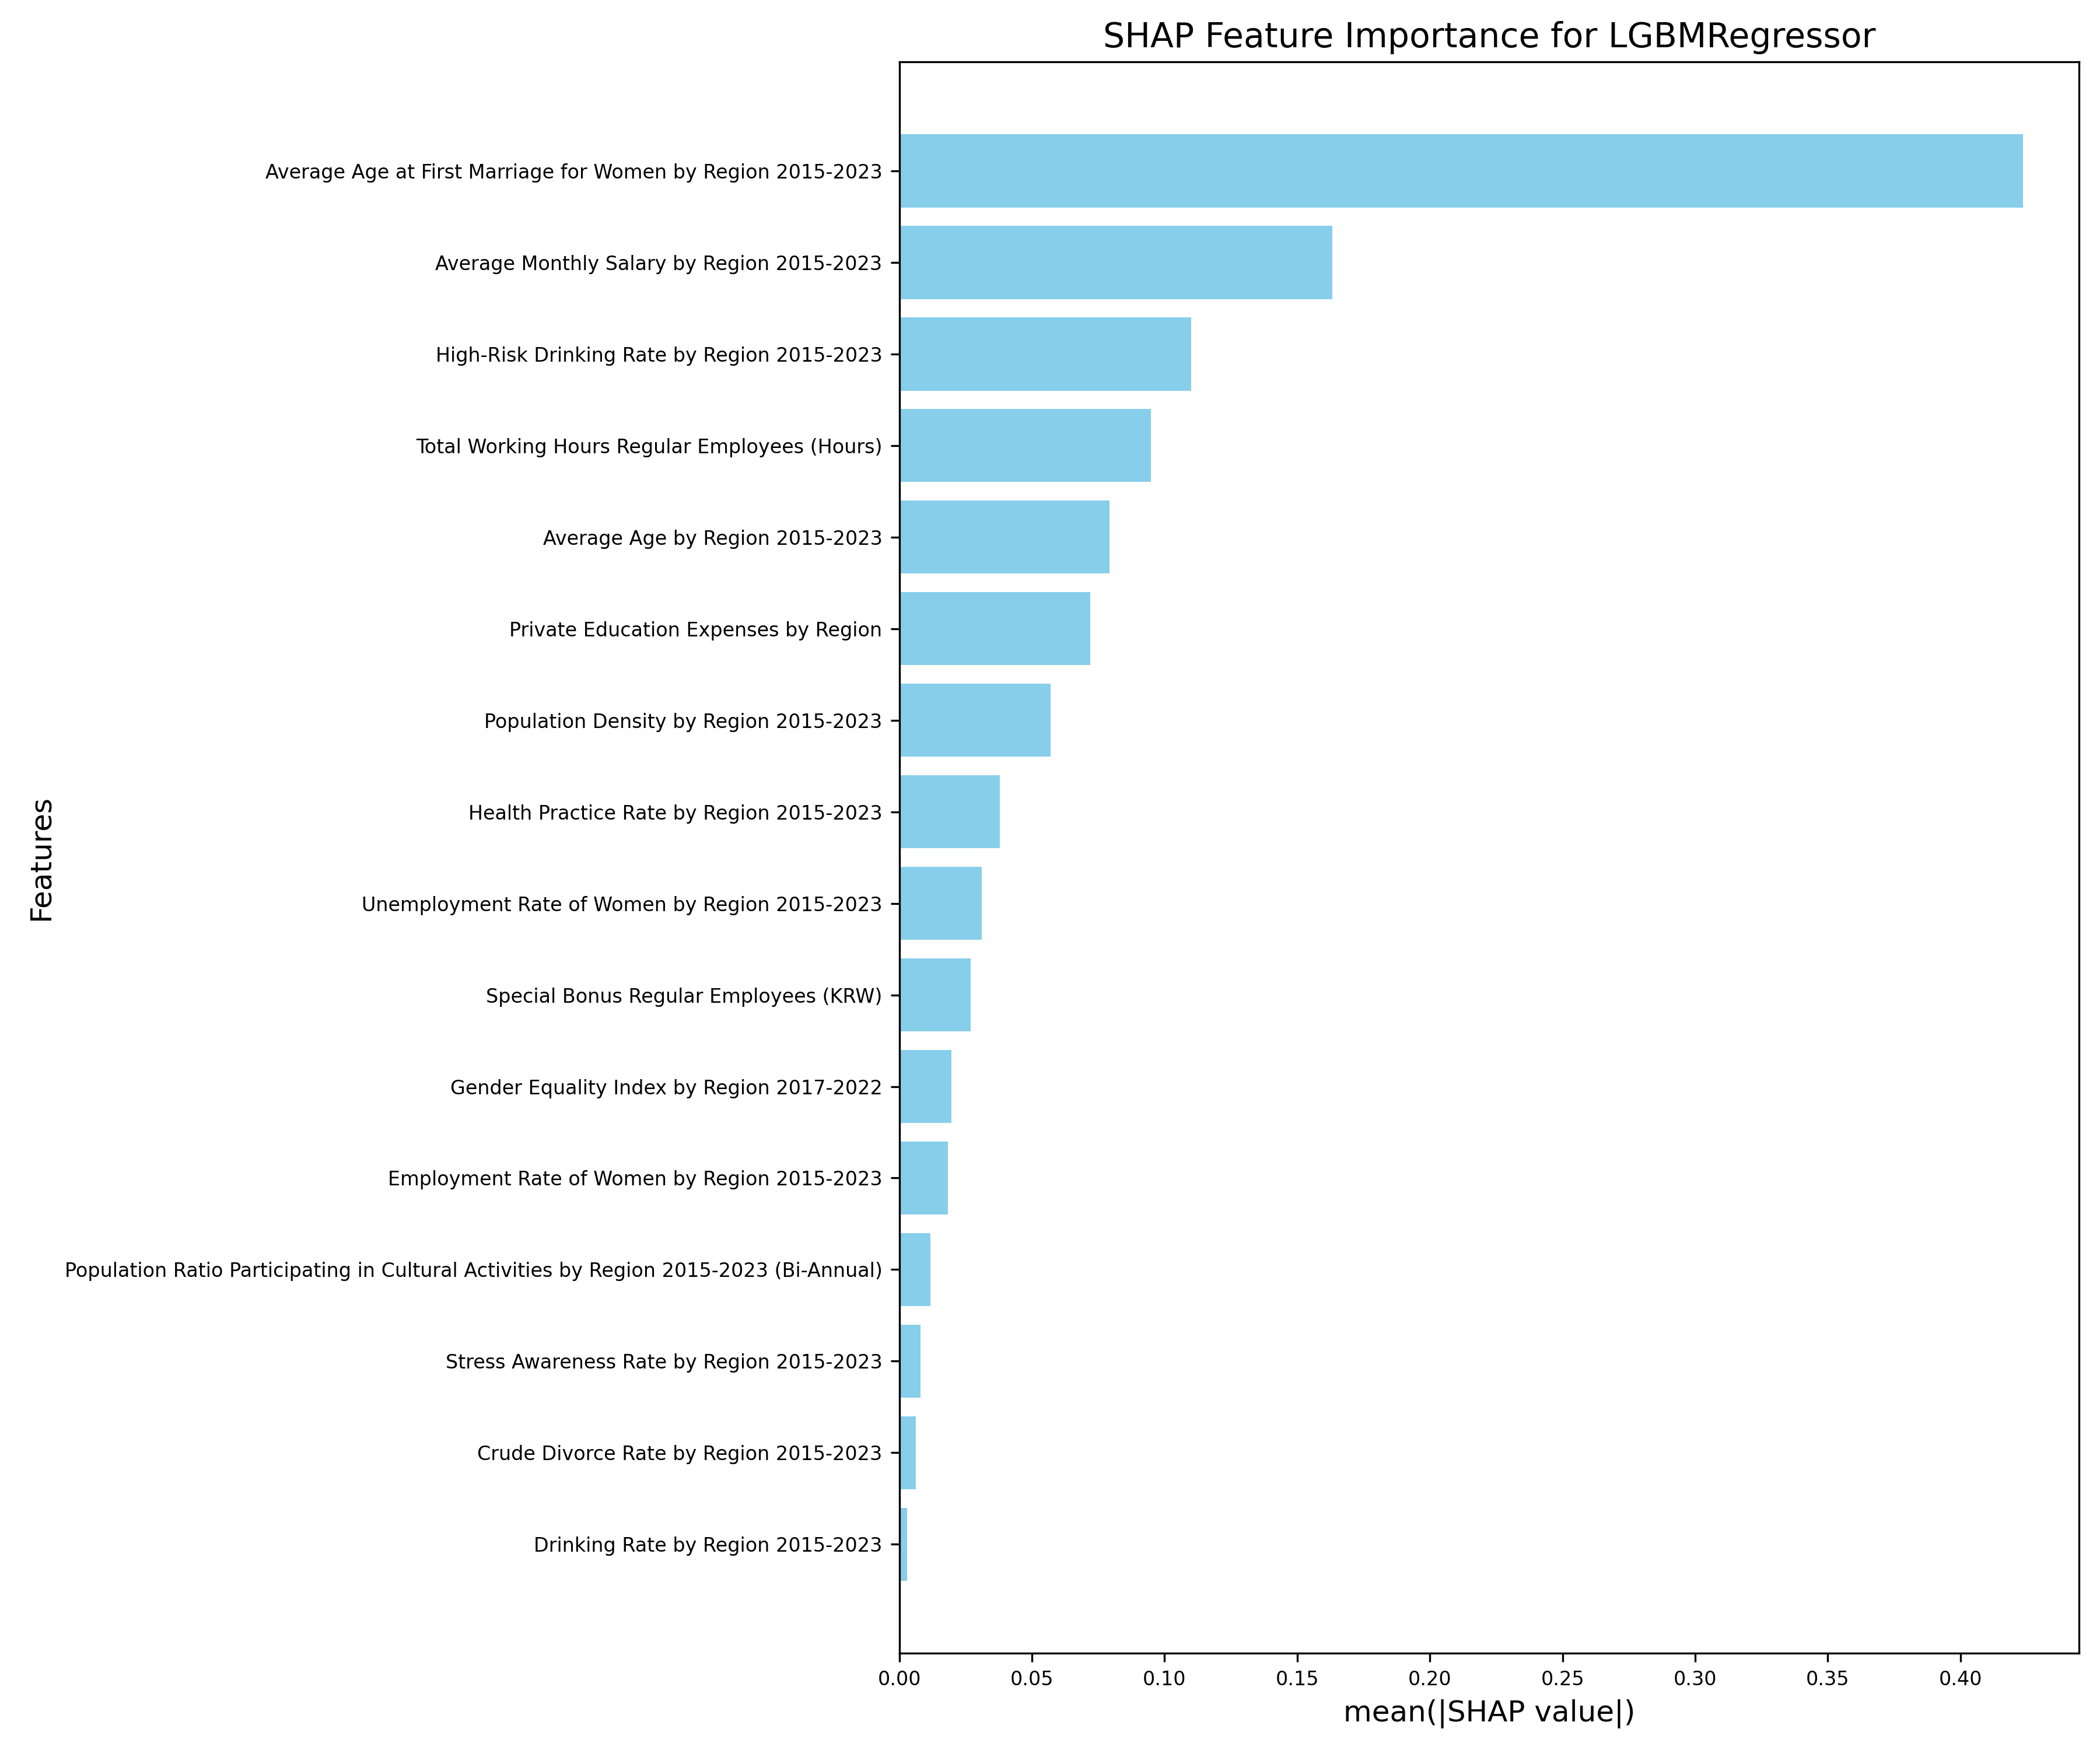 SHAP Feature Importance for LGBMRegressor
Features
Average Age at First Marriage for Women by Region 2015-2023
Average Monthly Salary by Region 2015-2023
High-Risk Drinking Rate by Region 2015-2023
Total Working Hours Regular Employees (Hours)
Average Age by Region 2015-2023
Private Education Expenses by Region
Population Density by Region 2015-2023
Health Practice Rate by Region 2015-2023
Unemployment Rate of Women by Region 2015-2023
Special Bonus Regular Employees (KRW)
Gender Equality Index by Region 2017-2022
Employment Rate of Women by Region 2015-2023
Population Ratio Participating in Cultural Activities by Region 2015-2023 (Bi-Annual)
Stress Awareness Rate by Region 2015-2023
Crude Divorce Rate by Region 2015-2023
Drinking Rate by Region 2015-2023
0.00 0.05 0.10 0.15 0.20 0.25 0.30 0.35 0.40
mean(|SHAP value|)